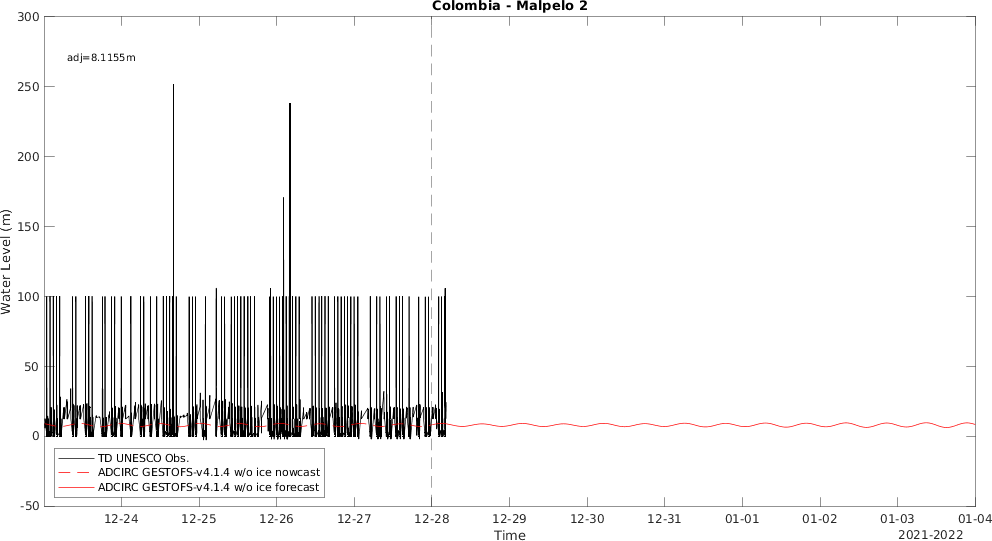 Colombia - Malpelo 2
300
250
200
150
100
50
0
-50
Water Level (m)
adj=8.1155m
TD UNESCO Obs.
ADCIRC GESTOFS-v4.1.4 w/o ice nowcast
ADCIRC GESTOFS-v4.1.4 w/o ice forecast
12-24 12-25 12-26 12-27 12-28 12-29 12-30 12-31 01-01 01-02 01-03 01-04
Time
2021-2022